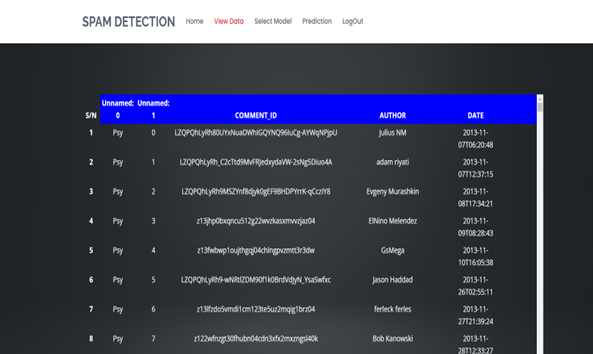 SPAM DETECTION Home View Data Select Model Prediction LogOut
Unnamed: Unnamed:
S/N 0 1 COMMENT_ID AUTHOR DATE
1 Psy 0 LZQPQhLyRh80UYxNuaDWhIGQYNQ96IuCg-AYWqNPjpU Julius NM 2013-11-
07T06:20:48
2 Psy 1 LZQPQhLyRh_C2cTtd9MvFRJedxydaVW-2sNg5Diuo4A adam riyati 2013-11-
07T12:37:15
3 Psy 2 LZQPQhLyRh9MSZYnf8djyk0gEF9BHDPYrrK-qCczIY8 Evgeny Murashkin 2013-11-
08T17:34:21
4 Psy 3 z13jhp0bxqncu512g22wvzkasxmvvzjaz04 ElNino Melendez 2013-11-
09T08:28:43
5 Psy 4 z13fwbwp1oujthgqj04chlngpvzmtt3r3dw GsMega 2013-11-
10T16:05:38
6 Psy 5 LZQPQhLyRh9-wNRtlZDM90f1k0BrdVdJyN_YsaSwfxc Jason Haddad 2013-11-
26T02:55:11
7 Psy 6 z13lfzdo5vmdi1cm123te5uz2mqig1brz04 ferleck ferles 2013-11-
27T21:39:24
8 Psy 7 z122wfnzgt30fhubn04cdn3xfx2mxzngsl40k Bob Kanowski 2013-11-
28T12:33:27